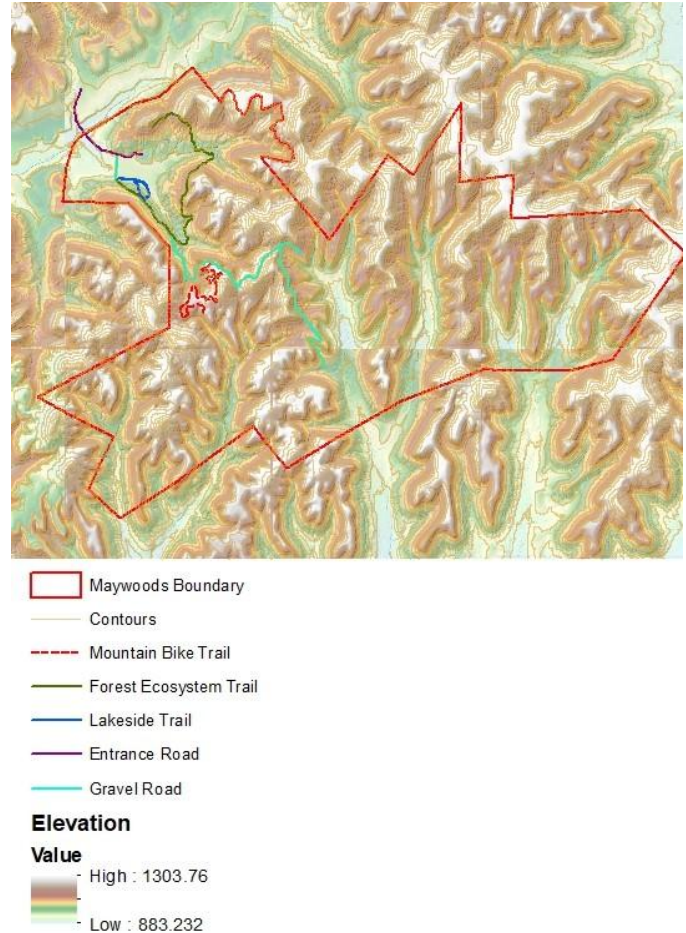 Maywoods Boundary
Contours
Mountain Bike Trail
Forest Ecosystem Trail
Lakeside Trail
Entrance Road
Gravel Road
Elevation
Value
High : 1303.76
Low : 883.232